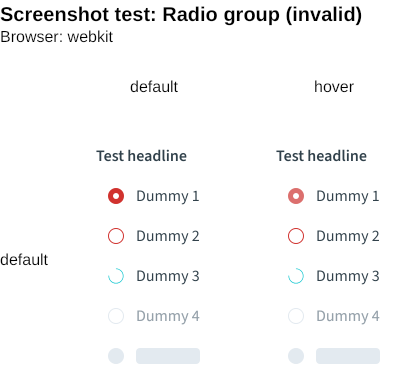 Screenshot test: Radio group (invalid)
Browser: webkit
default hover
Test headline Test headline
Dummy 1 Dummy 1
Dummy 2 Dummy 2
default
Dummy 3 Dummy 3
Dummy 4 Dummy 4